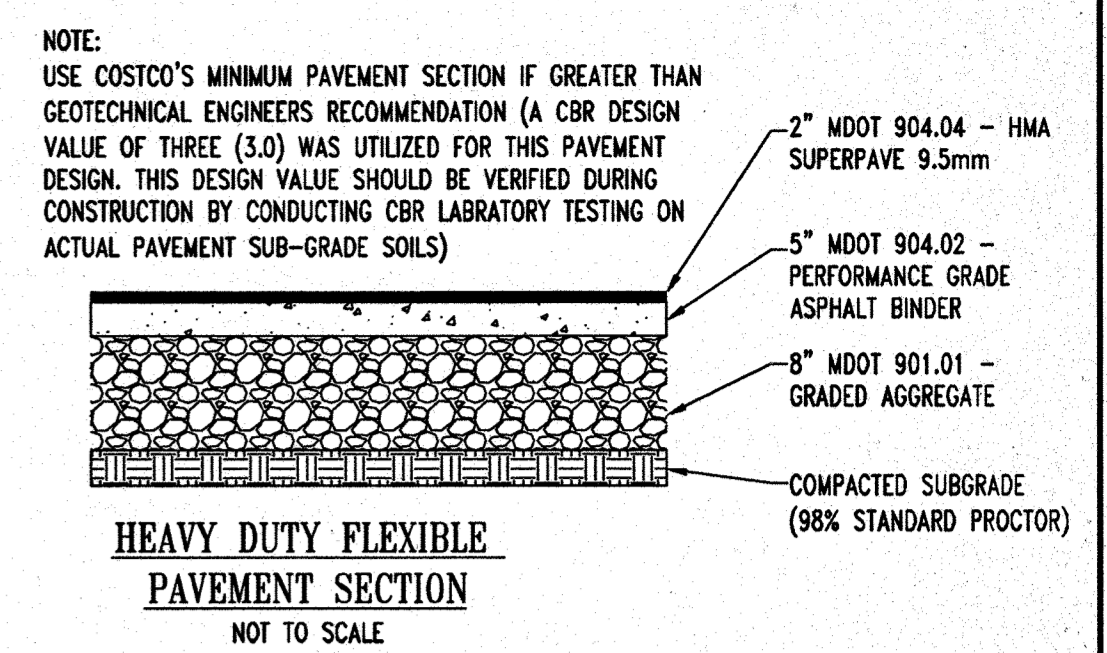 NOTE:
USE COSTCO'S MINIMUM PAVEMENT SECTION IF GREATER THAN
GEOTECHNICAL ENGINEERS RECOMMENDATION (A CBR DESIGN
VALUE OF THREE (3.0) WAS UTILIZED FOR THIS PAVEMENT
DESIGN. THIS DESIGN VALUE SHOULD BE VERIFIED DURING
CONSTRUCTION BY CONDUCTING CBR LABRATORY TESTING ON
ACTUAL PAVEMENT SUB-GRADE SOILS)
2" MDOT 904.04 - HMA
SUPERPAVE 9.5mm
5" MDOT 904.02 -
PERFORMANCE GRADE
ASPHALT BINDER
8" MDOT 901.01 -
GRADED AGGREGATE
COMPACTED SUBGRADE
(98% STANDARD PROCTOR)
HEAVY DUTY FLEXIBLE
PAVEMENT SECTION
NOT TO SCALE